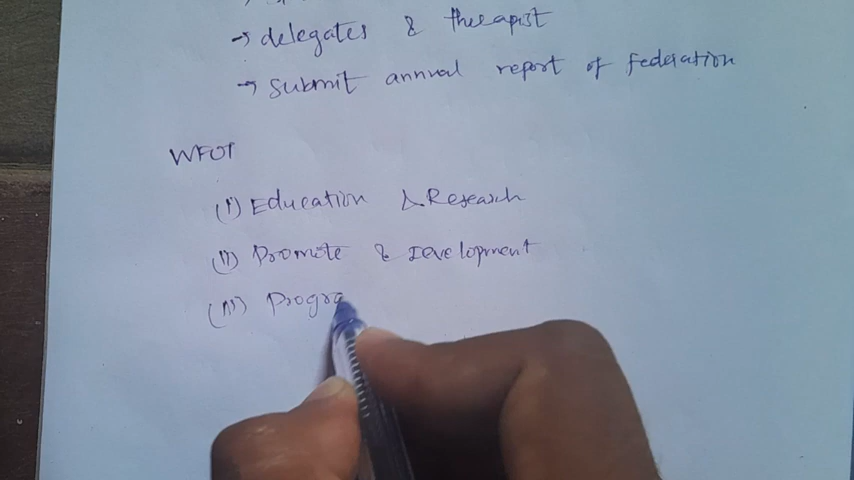 → delegates & therapist
→ submit annual report of federation
WFOT
(i) Education & Research
(ii) Promote & Development
(iii) Progra